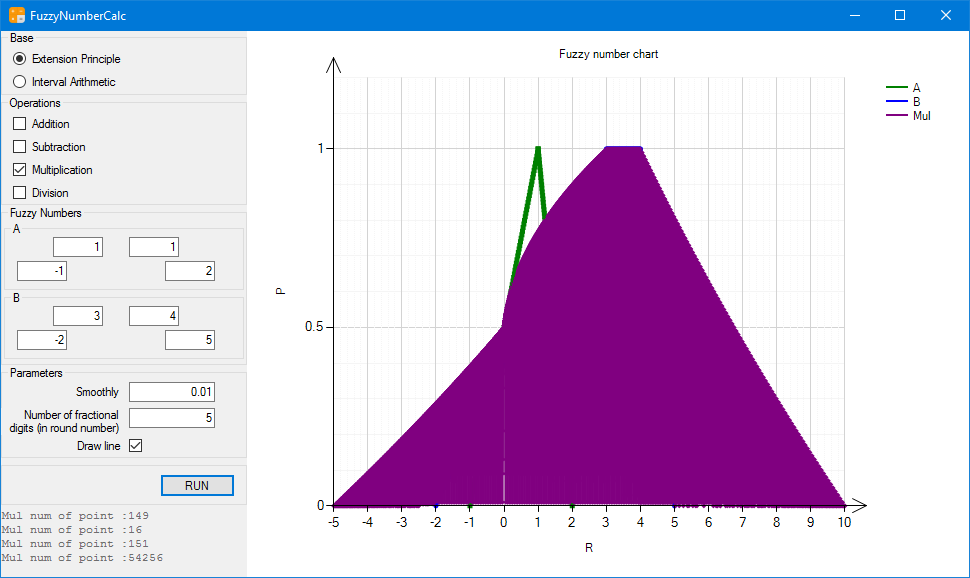 FuzzyNumberCalc
Base
Extension Principle
Interval Arithmetic
Operations
Addition
Subtraction
Multiplication
Division
Fuzzy Numbers
A
1 1
-1 2
B
3 4
-2 5
Parameters
Smoothly 0.01
Number of fractional
digits (in round number) 5
Draw line
RUN
Mul num of point :149
Mul num of point :16
Mul num of point :151
Mul num of point :54256
Fuzzy number chart
A
B
Mul
1
P
0.5
0
-5 -4 -3 -2 -1 0 1 2 3 4 5 6 7 8 9 10
R